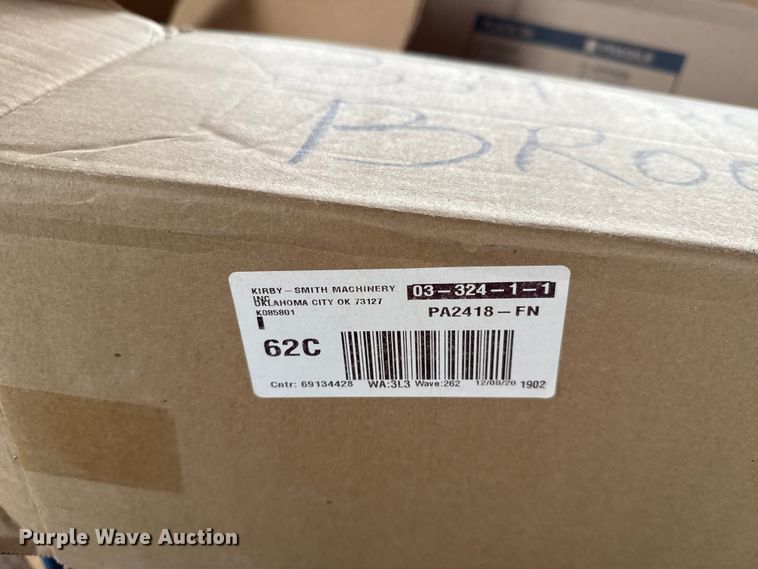 BROO
KIRBY-SMITH MACHINERY
INC
OKLAHOMA CITY OK 73127
K085801
03-324-1-1
PA2418-FN
62C
Cntr: 69134428 WA:3L3 Wave:262 12/08/20 1902
Purple Wave Auction